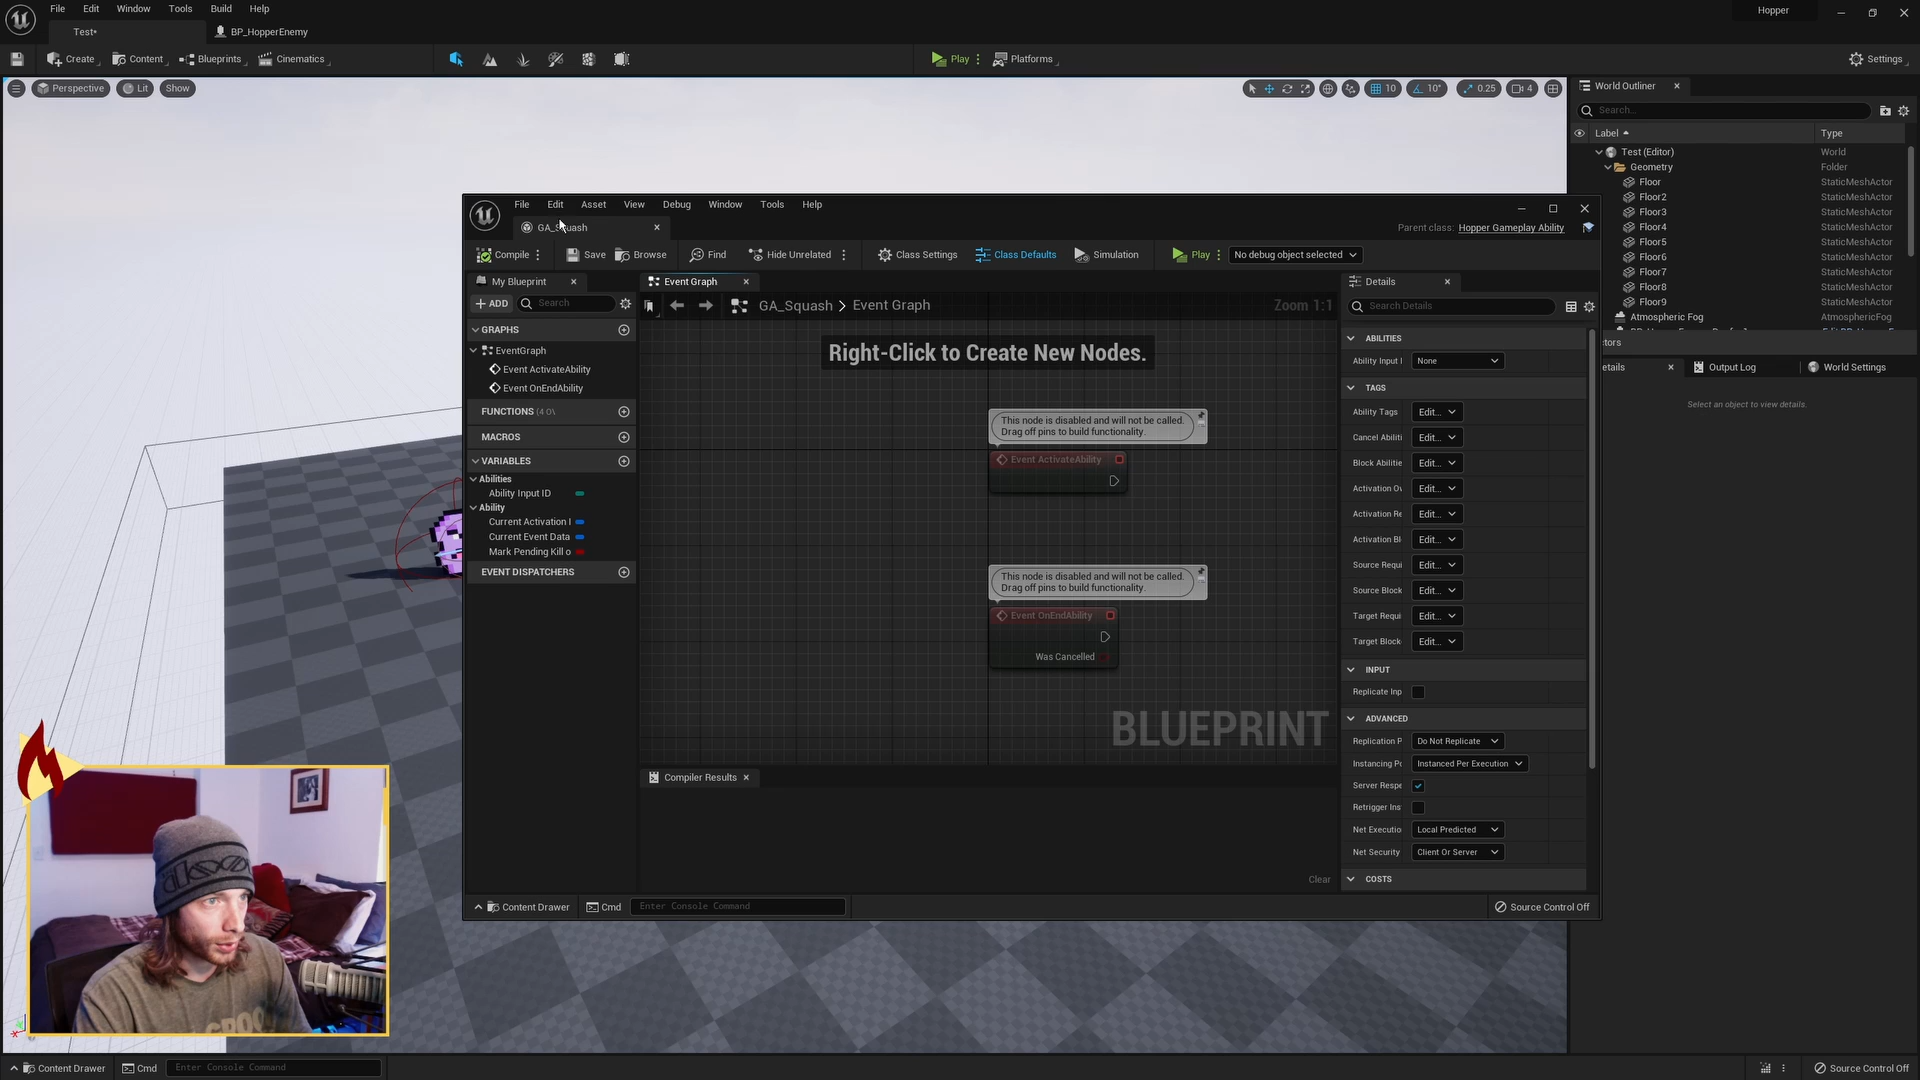 File Edit Window Tools Build Help
Hopper
Test•
BP_HopperEnemy
Create Content Blueprints Cinematics Play Platforms Settings
Perspective Lit Show
10 10° 0.25 4
World Outliner
Search...
Label Type
Test (Editor) World
Geometry Folder
Floor StaticMeshActor
Floor2 StaticMeshActor
Floor3 StaticMeshActor
Floor4 StaticMeshActor
Floor5 StaticMeshActor
Floor6 StaticMeshActor
Floor7 StaticMeshActor
Floor8 StaticMeshActor
Floor9 StaticMeshActor
Atmospheric Fog AtmosphericFog
ctors
etails Output Log World Settings
Select an object to view details.
File Edit Asset View Debug Window Tools Help
GA_Squash
Parent class: Hopper Gameplay Ability
Compile Save Browse Find Hide Unrelated Class Settings Class Defaults Simulation Play No debug object selected
My Blueprint
+ ADD Search
GRAPHS
EventGraph
Event ActivateAbility
Event OnEndAbility
FUNCTIONS (4 O\
MACROS
VARIABLES
Abilities
Ability Input ID
Ability
Current Activation I
Current Event Data
Mark Pending Kill o
EVENT DISPATCHERS
Event Graph
GA_Squash > Event Graph
Zoom 1:1
Right-Click to Create New Nodes.
This node is disabled and will not be called.
Drag off pins to build functionality.
Event ActivateAbility
This node is disabled and will not be called.
Drag off pins to build functionality.
Event OnEndAbility
Was Cancelled
BLUEPRINT
Compiler Results
Clear
Details
Search Details
ABILITIES
Ability Input I None
TAGS
Ability Tags Edit...
Cancel Abiliti Edit...
Block Abilities Edit...
Activation Ov Edit...
Activation Re Edit...
Activation Bl Edit...
Source Requi Edit...
Source Block Edit...
Target Requi Edit...
Target Block Edit...
INPUT
Replicate Inp
ADVANCED
Replication P Do Not Replicate
Instancing Pc Instanced Per Execution
Server Respe
Retrigger Ins
Net Executio Local Predicted
Net Security Client Or Server
COSTS
Content Drawer Cmd Enter Console Command
Source Control Off
Content Drawer Cmd Enter Console Command
Source Control Off